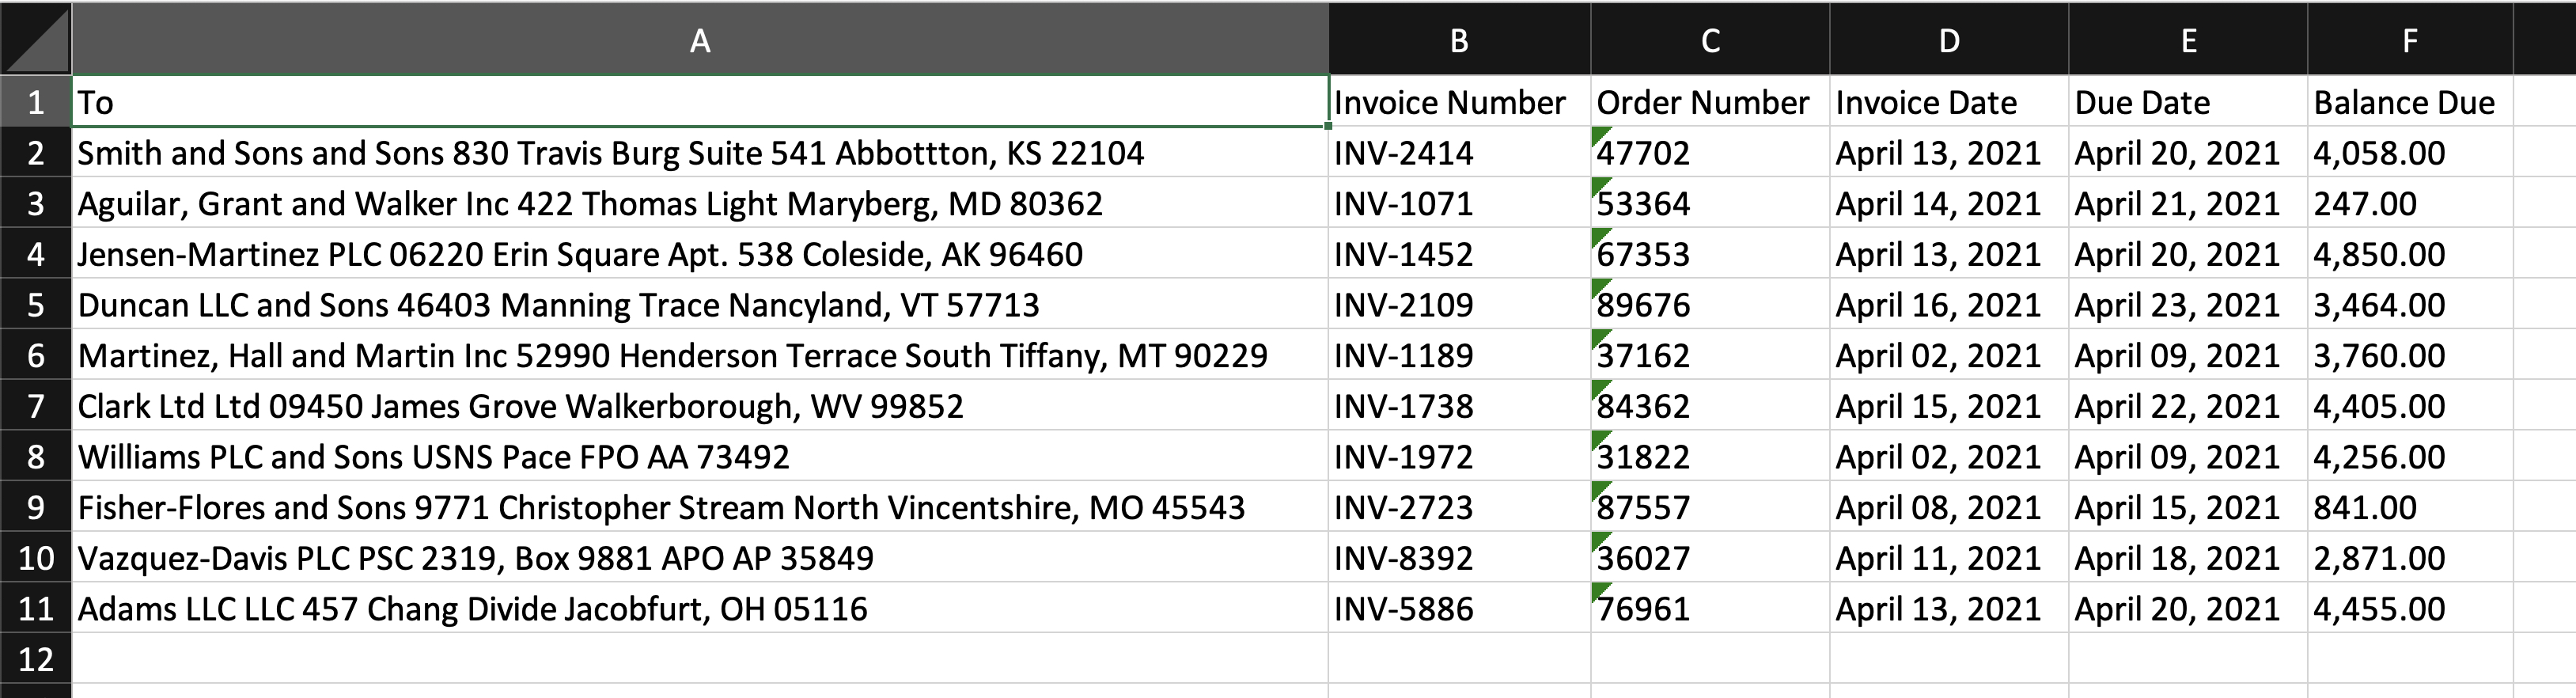 A B C D E F
1 To Invoice Number Order Number Invoice Date Due Date Balance Due
2 Smith and Sons and Sons 830 Travis Burg Suite 541 Abbottton, KS 22104 INV-2414 47702 April 13, 2021 April 20, 2021 4,058.00
3 Aguilar, Grant and Walker Inc 422 Thomas Light Maryberg, MD 80362 INV-1071 53364 April 14, 2021 April 21, 2021 247.00
4 Jensen-Martinez PLC 06220 Erin Square Apt. 538 Coleside, AK 96460 INV-1452 67353 April 13, 2021 April 20, 2021 4,850.00
5 Duncan LLC and Sons 46403 Manning Trace Nancyland, VT 57713 INV-2109 89676 April 16, 2021 April 23, 2021 3,464.00
6 Martinez, Hall and Martin Inc 52990 Henderson Terrace South Tiffany, MT 90229 INV-1189 37162 April 02, 2021 April 09, 2021 3,760.00
7 Clark Ltd Ltd 09450 James Grove Walkerborough, WV 99852 INV-1738 84362 April 15, 2021 April 22, 2021 4,405.00
8 Williams PLC and Sons USNS Pace FPO AA 73492 INV-1972 31822 April 02, 2021 April 09, 2021 4,256.00
9 Fisher-Flores and Sons 9771 Christopher Stream North Vincentshire, MO 45543 INV-2723 87557 April 08, 2021 April 15, 2021 841.00
10 Vazquez-Davis PLC PSC 2319, Box 9881 APO AP 35849 INV-8392 36027 April 11, 2021 April 18, 2021 2,871.00
11 Adams LLC LLC 457 Chang Divide Jacobfurt, OH 05116 INV-5886 76961 April 13, 2021 April 20, 2021 4,455.00
12